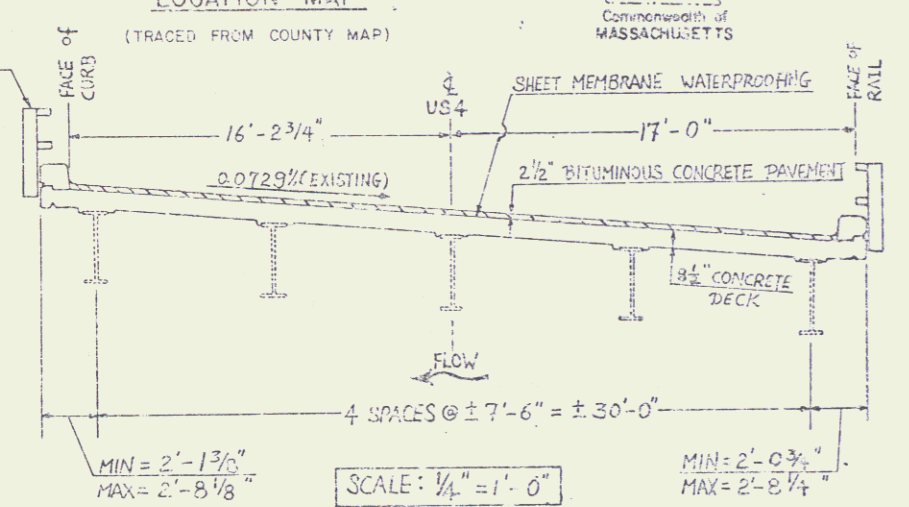 LOCATION MAP
(TRACED FROM COUNTY MAP)
Commonwealth of
MASSACHUSETTS
FACE of
CURB
℄
US4
SHEET MEMBRANE WATERPROOFING
FACE OF
RAIL
16'-2 3/4"
17'-0"
0.0729% (EXISTING)
2 1/2" BITUMINOUS CONCRETE PAVEMENT
8 1/2" CONCRETE
DECK
FLOW
4 SPACES @ ± 7'-6" = ± 30'-0"
MIN = 2'-1 3/8"
MAX = 2'-8 1/8"
SCALE: 1/4" = 1'-0"
MIN = 2'-0 3/4"
MAX = 2'-8 1/4"